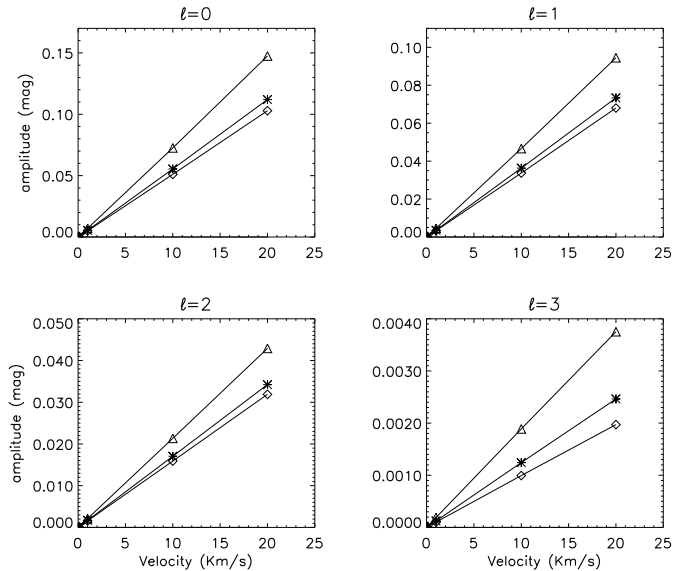 ℓ=0
ℓ=1
0.15
0.10
0.05
0.00
amplitude (mag)
0 5 10 15 20 25
0.10
0.08
0.06
0.04
0.02
0.00
0 5 10 15 20 25
ℓ=2
ℓ=3
0.050
0.040
0.030
0.020
0.010
0.000
amplitude (mag)
0 5 10 15 20 25
Velocity (Km/s)
0.0040
0.0030
0.0020
0.0010
0.0000
0 5 10 15 20 25
Velocity (Km/s)